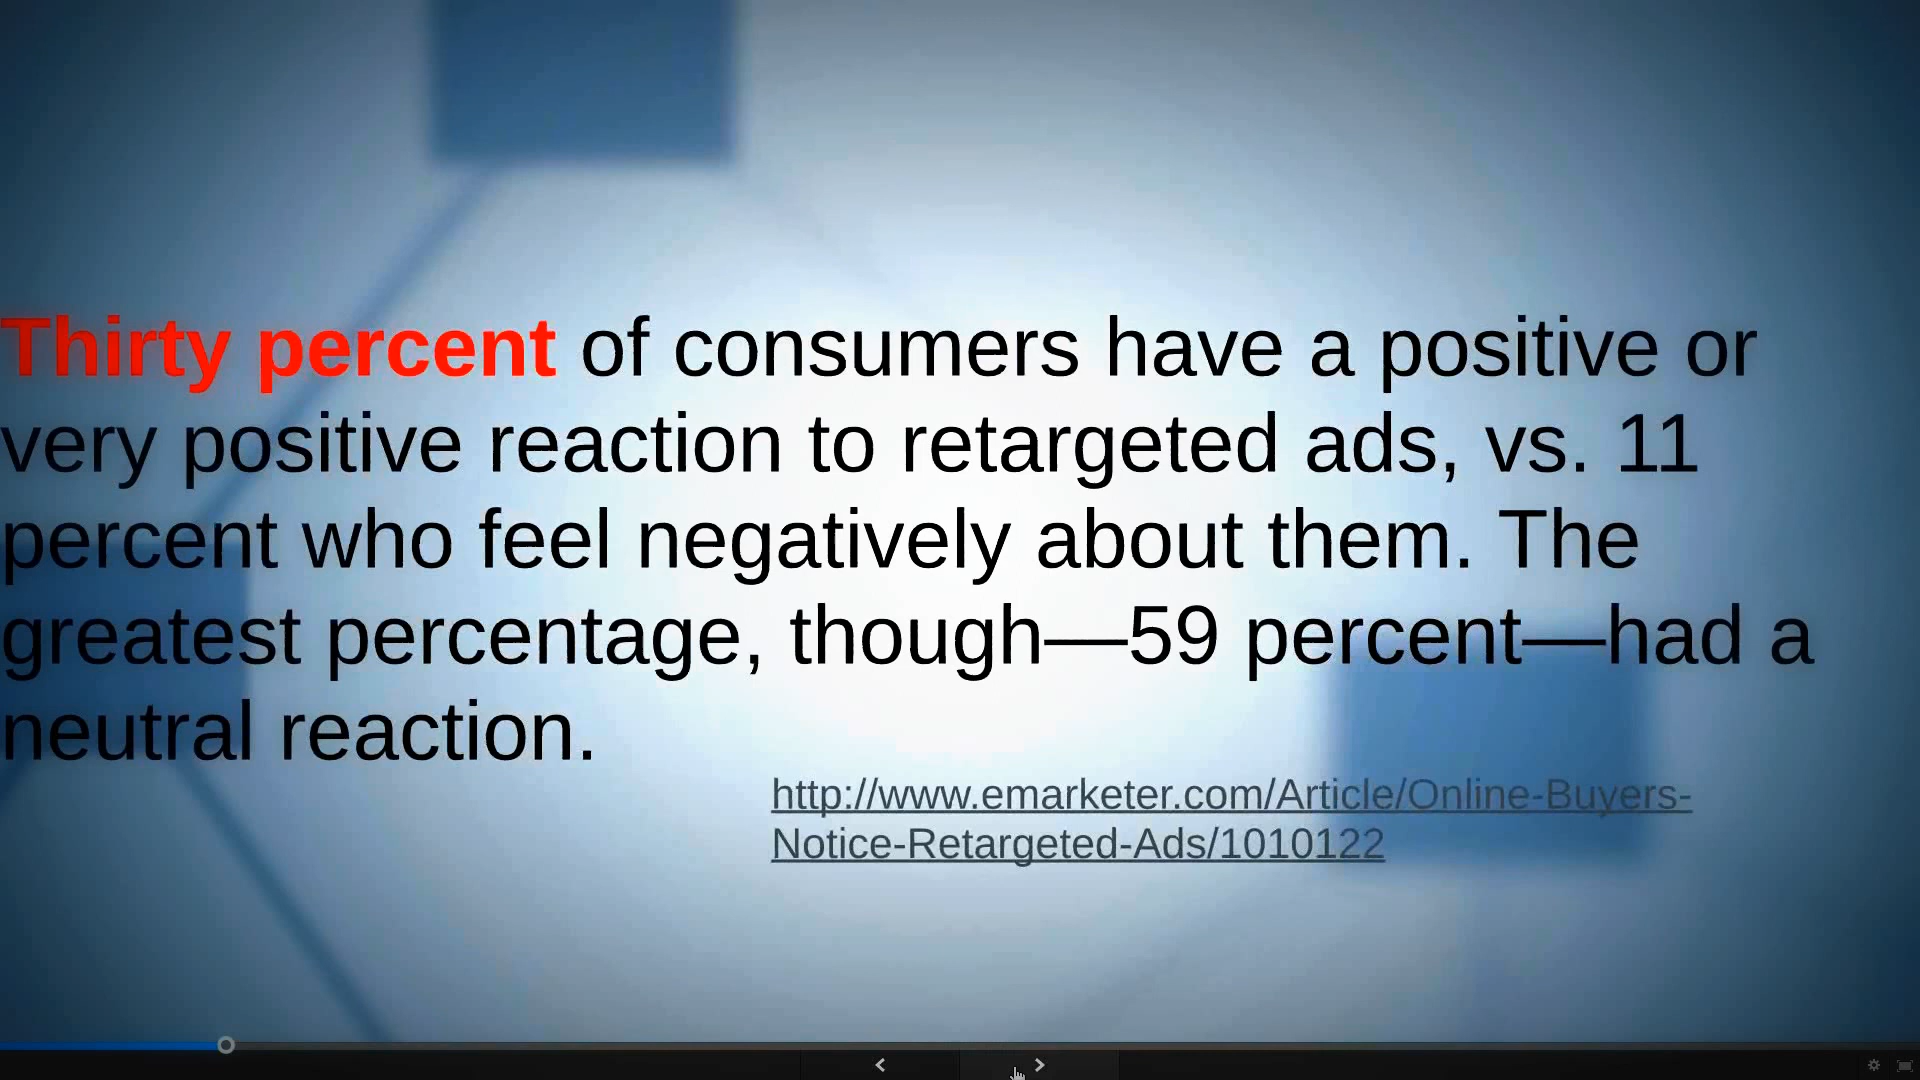 Thirty percent of consumers have a positive or
very positive reaction to retargeted ads, vs. 11
percent who feel negatively about them. The
greatest percentage, though—59 percent—had a
neutral reaction.
http://www.emarketer.com/Article/Online-Buyers-
Notice-Retargeted-Ads/1010122